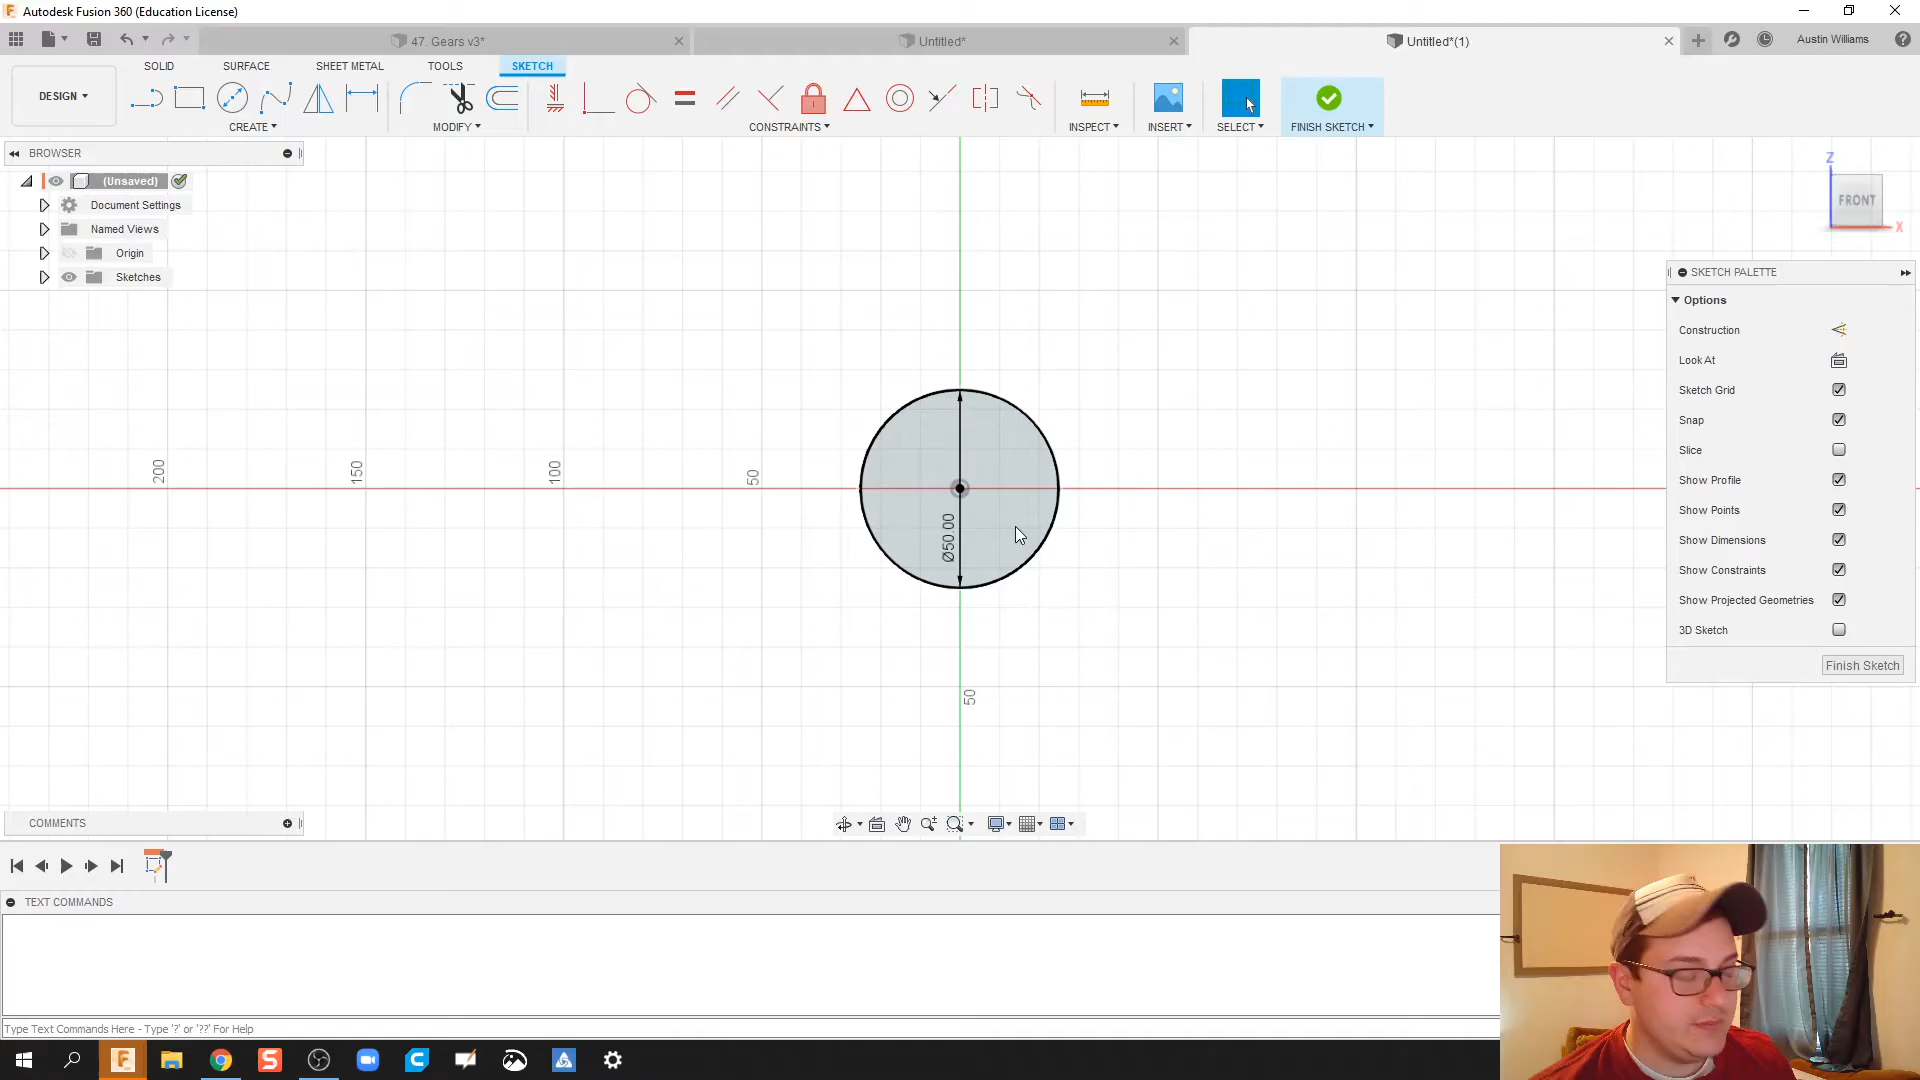 Autodesk Fusion 360 (Education License)
47. Gears v3*
Untitled*
Untitled*(1)
Austin Williams
SOLID
SURFACE
SHEET METAL
TOOLS
SKETCH
DESIGN
CREATE
MODIFY
CONSTRAINTS
INSPECT
INSERT
SELECT
FINISH SKETCH
BROWSER
(Unsaved)
Document Settings
Named Views
Origin
Sketches
Z
FRONT
X
200
150
100
50
Ø50.00
50
SKETCH PALETTE
Options
Construction
Look At
Sketch Grid
Snap
Slice
Show Profile
Show Points
Show Dimensions
Show Constraints
Show Projected Geometries
3D Sketch
Finish Sketch
COMMENTS
TEXT COMMANDS
Type Text Commands Here - Type '?' or '??' For Help